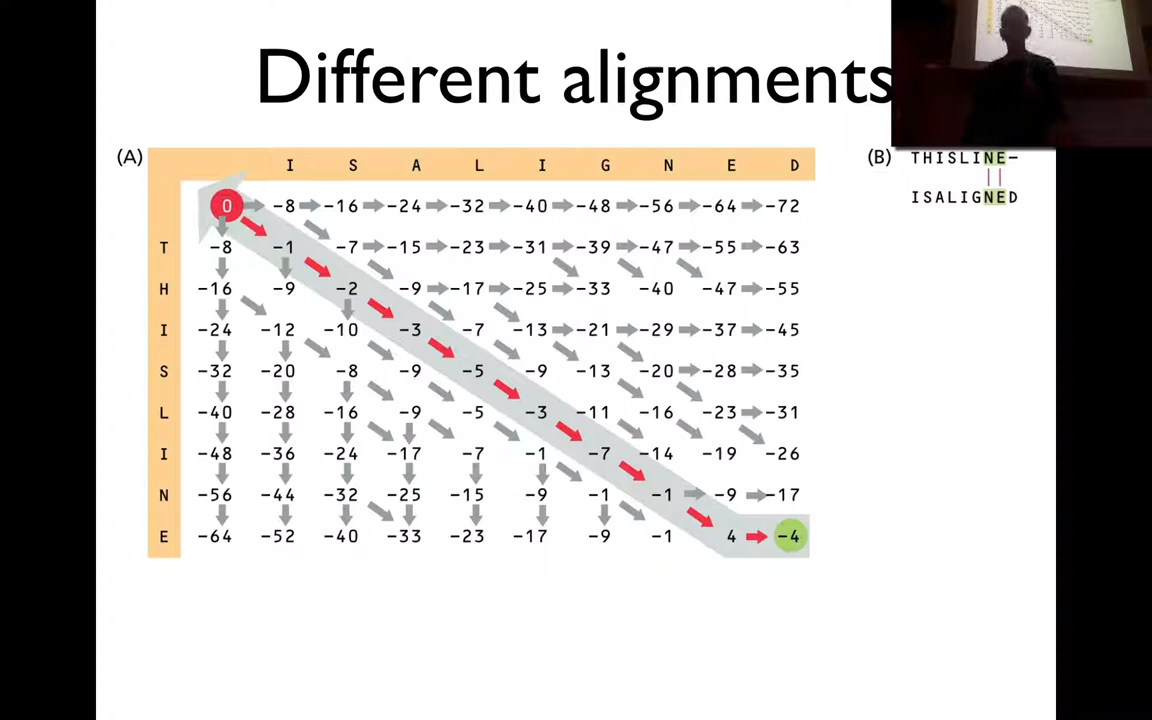 Different alignments
(A)
I S A L I G N E D
0 -8 -16 -24 -32 -40 -48 -56 -64 -72
T -8 -1 -7 -15 -23 -31 -39 -47 -55 -63
H -16 -9 -2 -9 -17 -25 -33 -40 -47 -55
I -24 -12 -10 -3 -7 -13 -21 -29 -37 -45
S -32 -20 -8 -9 -5 -9 -13 -20 -28 -35
L -40 -28 -16 -9 -5 -3 -11 -16 -23 -31
I -48 -36 -24 -17 -7 -1 -7 -14 -19 -26
N -56 -44 -32 -25 -15 -9 -1 -1 -9 -17
E -64 -52 -40 -33 -23 -17 -9 -1 4 -4
(B) THISLINE-
ISALIGNED